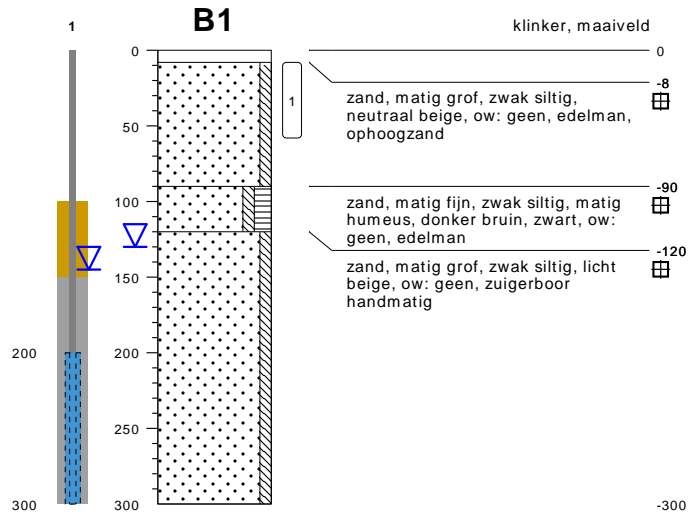 B1
1
klinker, maaiveld
0
0
-8
1
zand, matig grof, zwak siltig,
neutraal beige, ow: geen, edelman,
ophoogzand
50
-90
100
zand, matig fijn, zwak siltig, matig
humeus, donker bruin, zwart, ow:
geen, edelman
-120
150
zand, matig grof, zwak siltig, licht
beige, ow: geen, zuigerboor
handmatig
200
200
250
300
300
-300